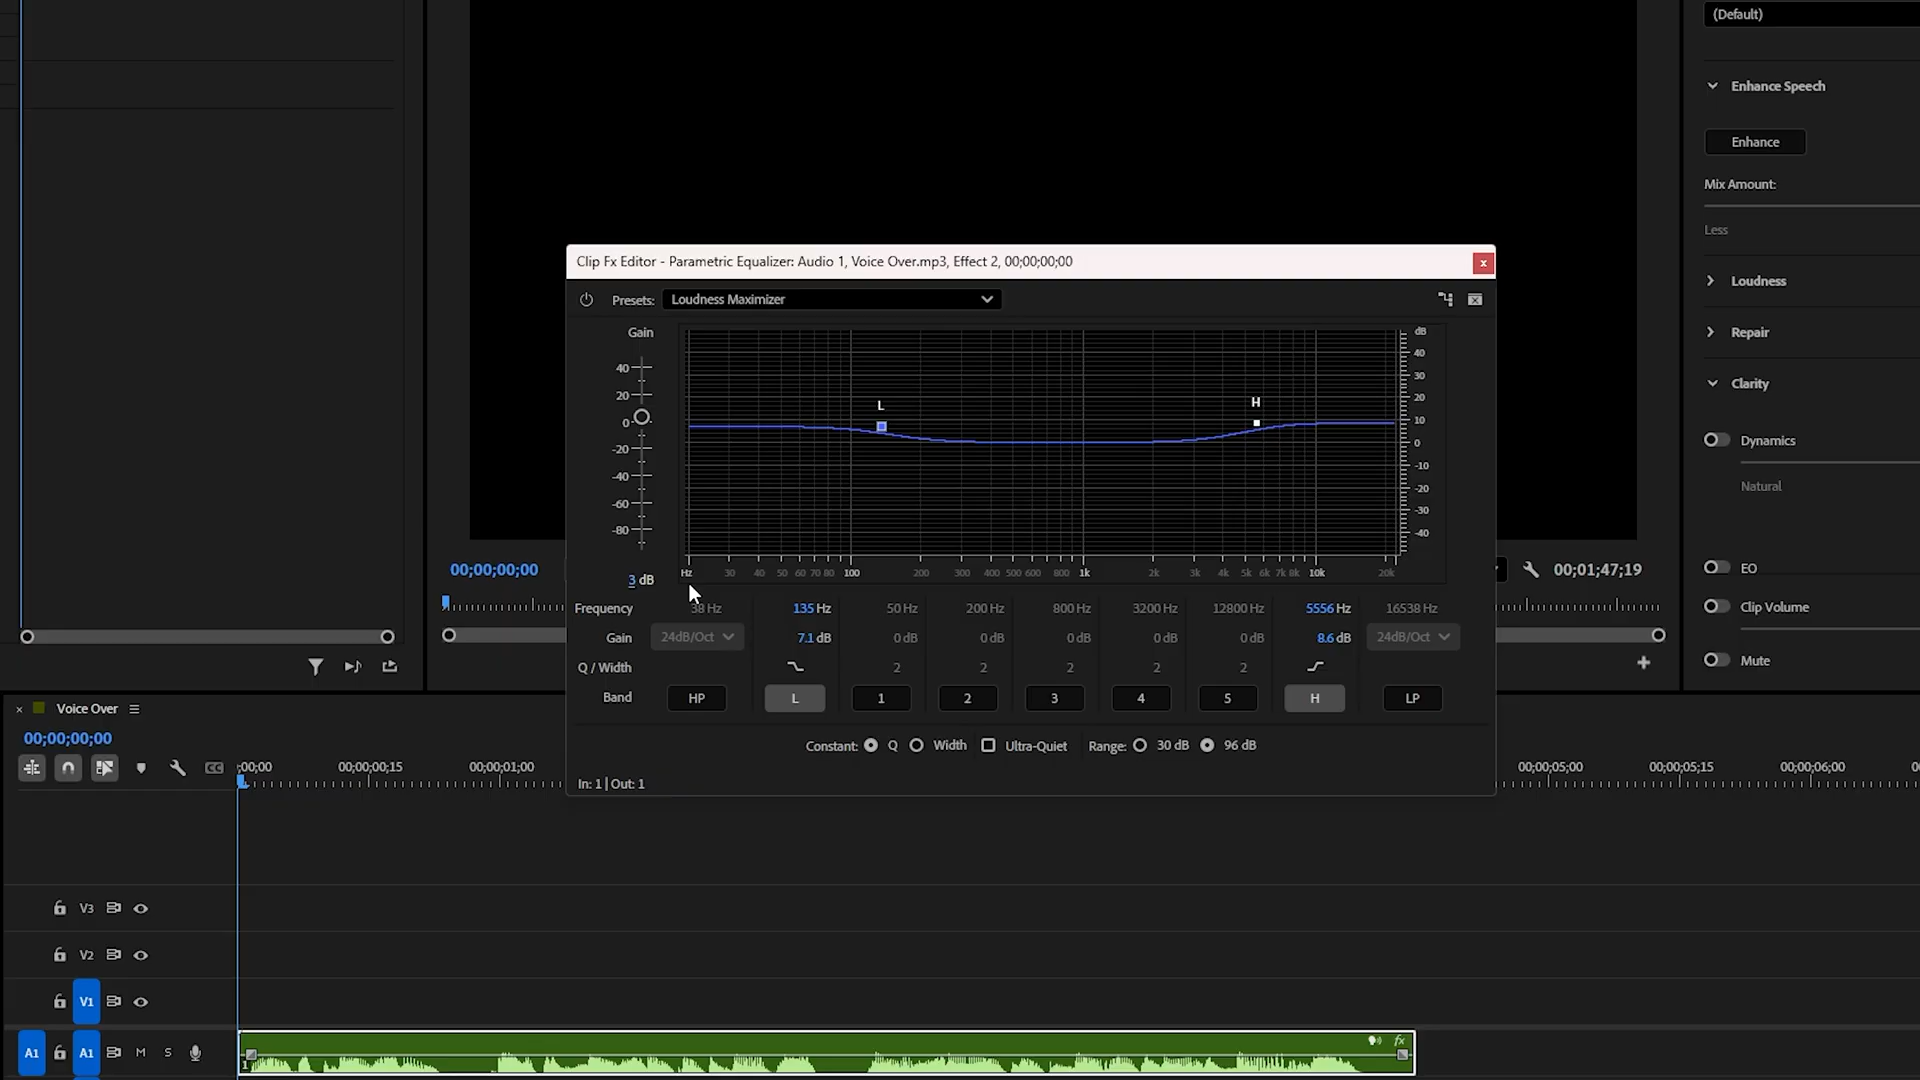 (Default)
Enhance Speech
Enhance
Mix Amount:
Less
Loudness
Repair
Clarity
Dynamics
Natural
EQ
Clip Volume
Mute
Clip Fx Editor - Parametric Equalizer: Audio 1, Voice Over.mp3, Effect 2, 00;00;00;00
x
Presets: Loudness Maximizer
Gain
40
20
0
-20
-40
-60
-80
3 dB
L
H
dB
40
30
20
10
0
-10
-20
-30
-40
Hz 30 40 50 60 70 80 100 200 300 400 500 600 800 1k 2k 3k 4k 5k 6k 7k 8k 10k 20k
Frequency 38 Hz 135 Hz 50 Hz 200 Hz 800 Hz 3200 Hz 12800 Hz 5556 Hz 16538 Hz
Gain 24dB/Oct 7.1 dB 0 dB 0 dB 0 dB 0 dB 0 dB 8.6 dB 24dB/Oct
Q / Width 2 2 2 2 2
Band HP L 1 2 3 4 5 H LP
Constant: Q Width Ultra-Quiet Range: 30 dB 96 dB
In: 1 | Out: 1
00;00;00;00
00;01;47;19
× Voice Over
00;00;00;00
CC
;00;00 00;00;00;15 00;00;01;00 00;00;05;00 00;00;05;15 00;00;06;00
V3
V2
V1
A1 A1 M S
1
fx